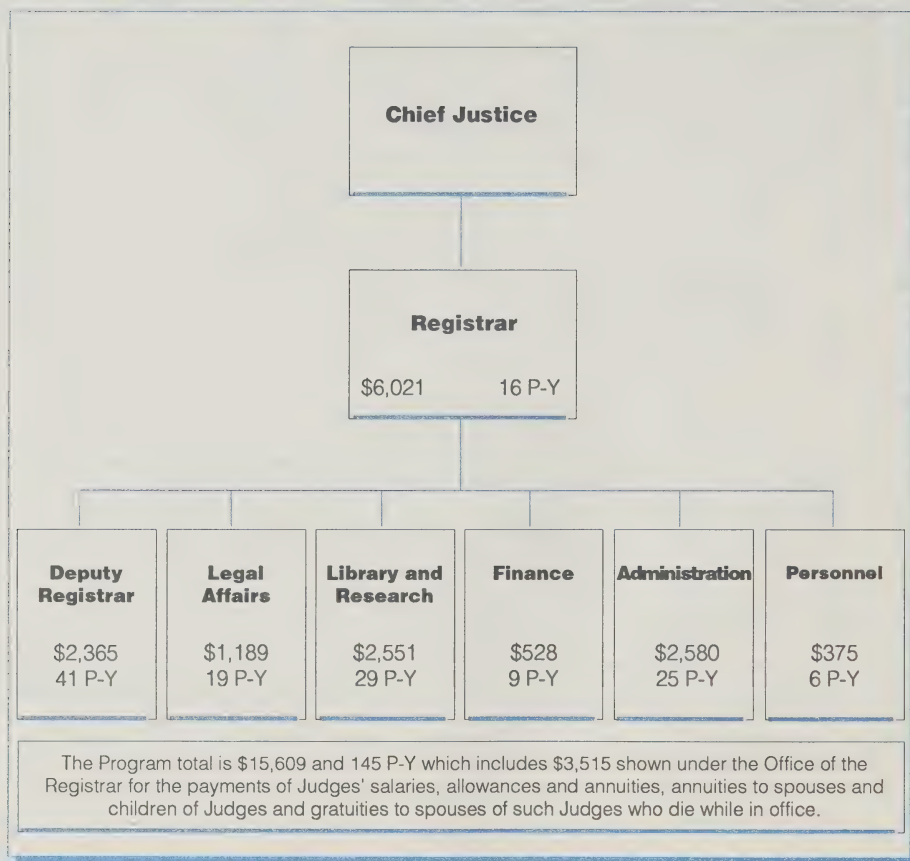 Chief Justice
Registrar
$6,021 16 P-Y
Deputy
Registrar
$2,365
41 P-Y
Legal
Affairs
$1,189
19 P-Y
Library and
Research
$2,551
29 P-Y
Finance
$528
9 P-Y
Administration
$2,580
25 P-Y
Personnel
$375
6 P-Y
The Program total is $15,609 and 145 P-Y which includes $3,515 shown under the Office of the
Registrar for the payments of Judges' salaries, allowances and annuities, annuities to spouses and
children of Judges and gratuities to spouses of such Judges who die while in office.